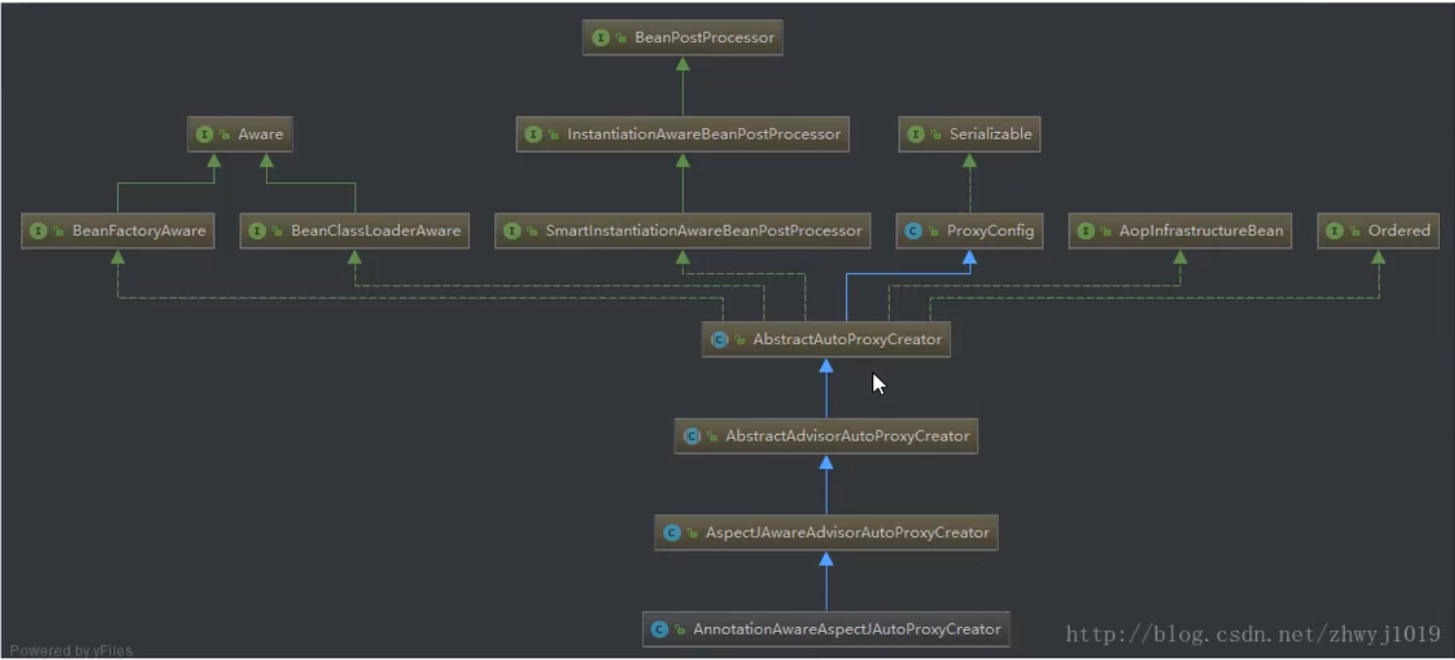 BeanPostProcessor
Aware
InstantiationAwareBeanPostProcessor
Serializable
BeanFactoryAware
BeanClassLoaderAware
SmartInstantiationAwareBeanPostProcessor
ProxyConfig
AopInfrastructureBean
Ordered
AbstractAutoProxyCreator
AbstractAdvisorAutoProxyCreator
AspectJAwareAdvisorAutoProxyCreator
AnnotationAwareAspectJAutoProxyCreator
http://blog.csdn.net/zhwyj1019
Powered by yFiles